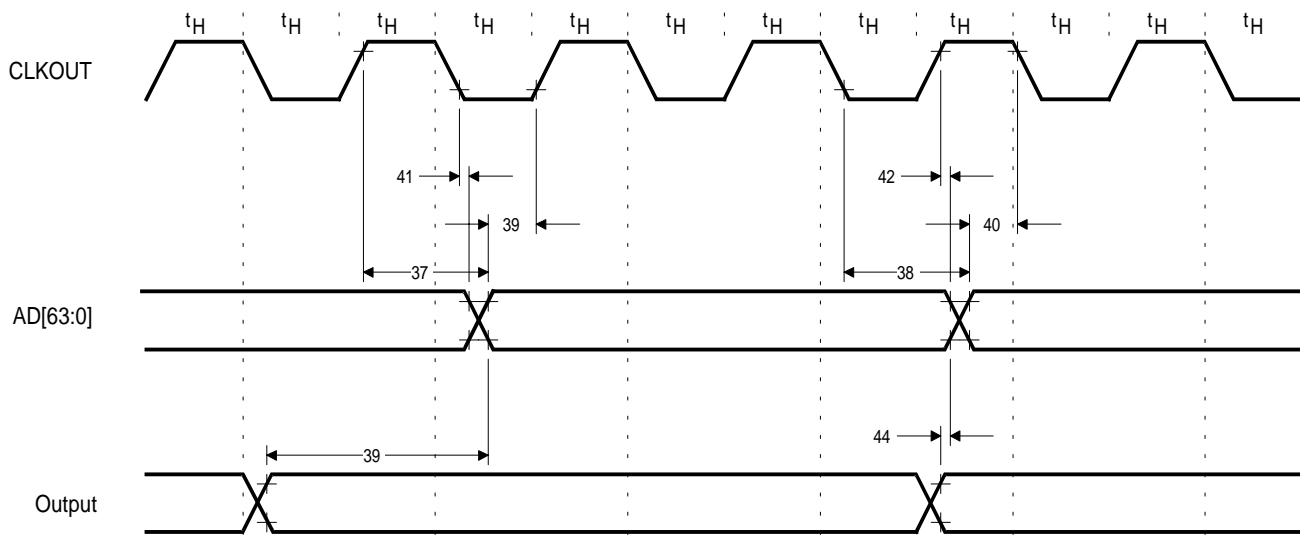 tH tH tH tH tH tH tH tH tH tH tH tH
CLKOUT
41 42
39 40
37 38
AD[63:0]
44
39
Output